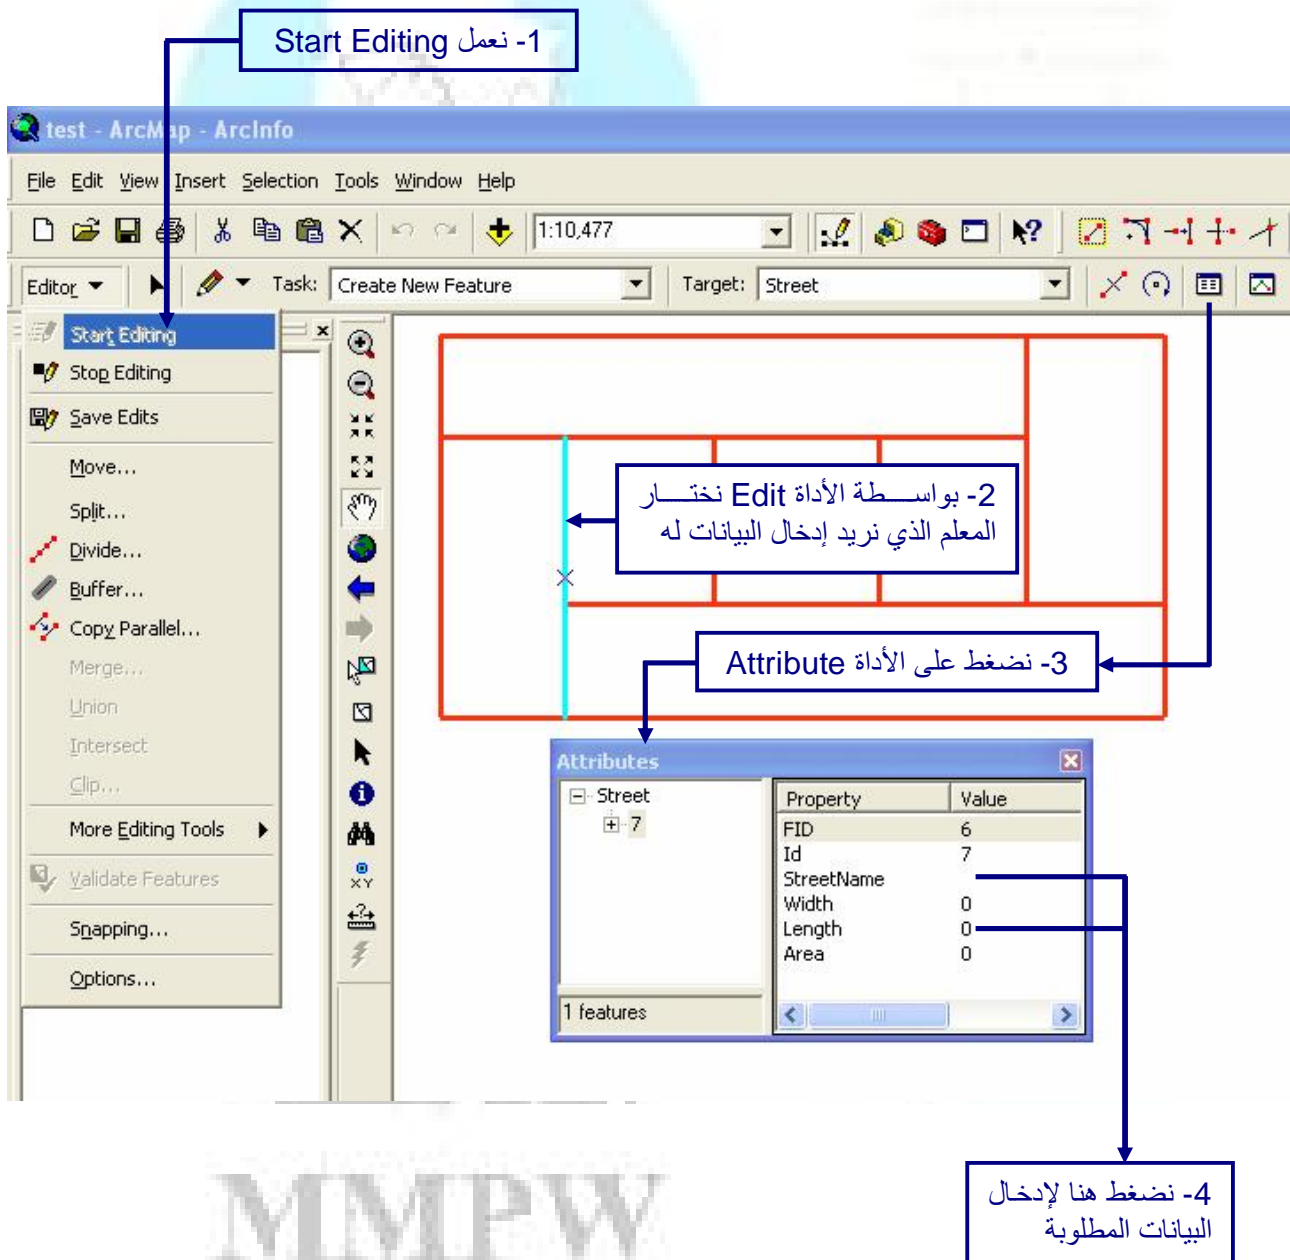 1- نعمل Start Editing
test - ArcMap - ArcInfo
File Edit View Insert Selection Tools Window Help
1:10,477
Editor Task: Create New Feature Target: Street
Start Editing
Stop Editing
Save Edits
Move...
Split...
Divide...
Buffer...
Copy Parallel...
Merge...
Union
Intersect
Clip...
More Editing Tools
Validate Features
Snapping...
Options...
2- بواســـــطة الأداة Edit نختـــــار
المعلم الذي نريد إدخال البيانات له
3- نضغط على الأداة Attribute
Attributes
Street
7
1 features
Property Value
FID 6
Id 7
StreetName
Width 0
Length 0
Area 0
4- نضغط هنا لإدخال
البيانات المطلوبة
MMPW